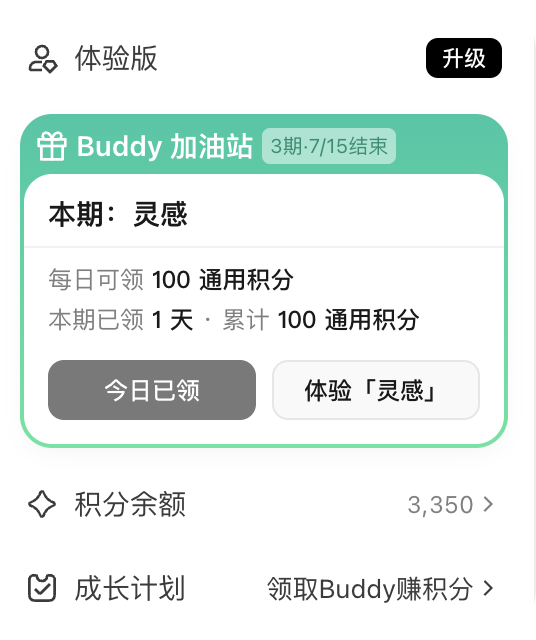 体验版 升级
Buddy 加油站 3期·7/15结束
本期：灵感
每日可领 100 通用积分
本期已领 1 天 · 累计 100 通用积分
今日已领 体验「灵感」
积分余额 3,350
成长计划 领取Buddy赚积分